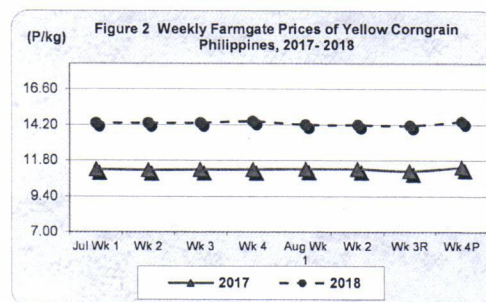 (P/kg)
Figure 2 Weekly Farmgate Prices of Yellow Corngrain
Philippines, 2017- 2018
16.60
14.20
11.80
9.40
7.00
Jul Wk 1 Wk 2 Wk 3 Wk 4 Aug Wk 1 Wk 2 Wk 3R Wk 4P
2017 2018